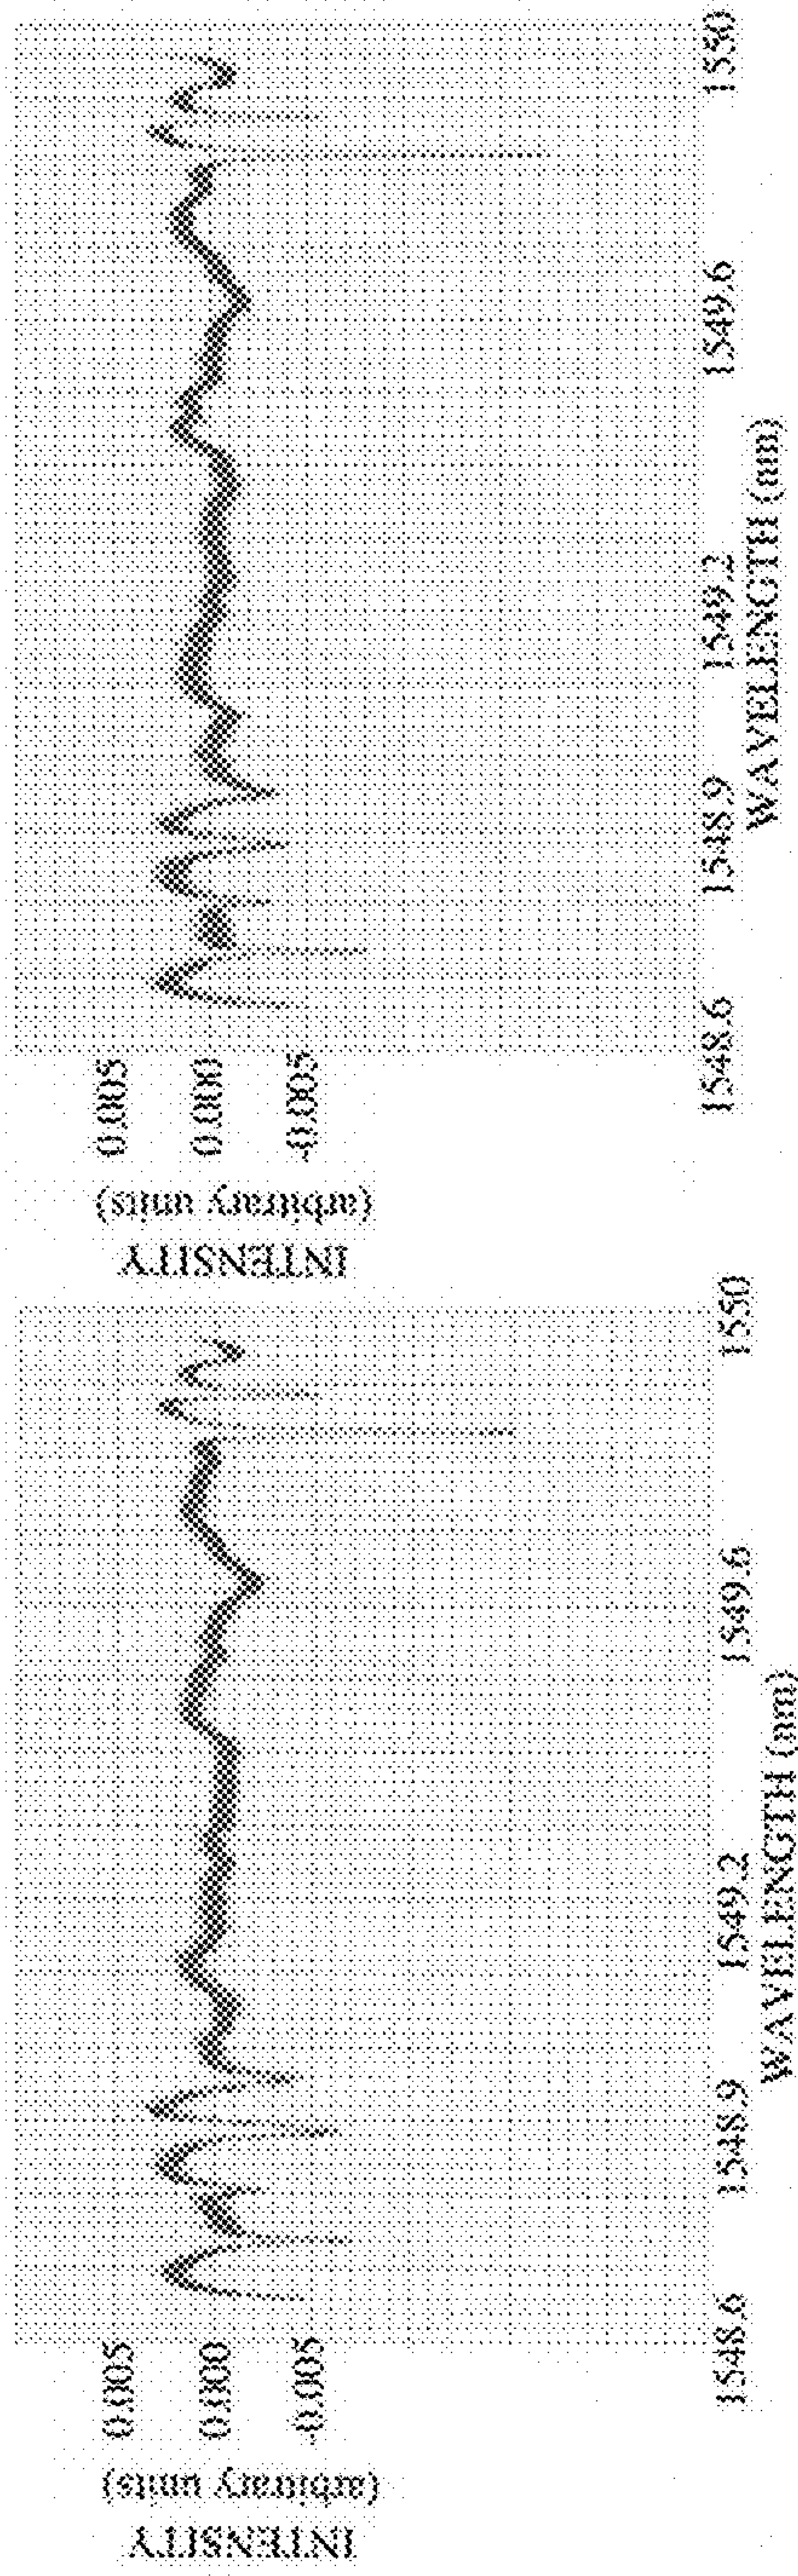 INTENSITY
(arbitrary units)
0.005
0.000
-0.005
1548.6
1548.9
1549.2
1549.6
1550
WAVELENGTH (nm)
INTENSITY
(arbitrary units)
0.005
0.000
-0.005
1548.6
1548.9
1549.2
1549.6
1550
WAVELENGTH (nm)